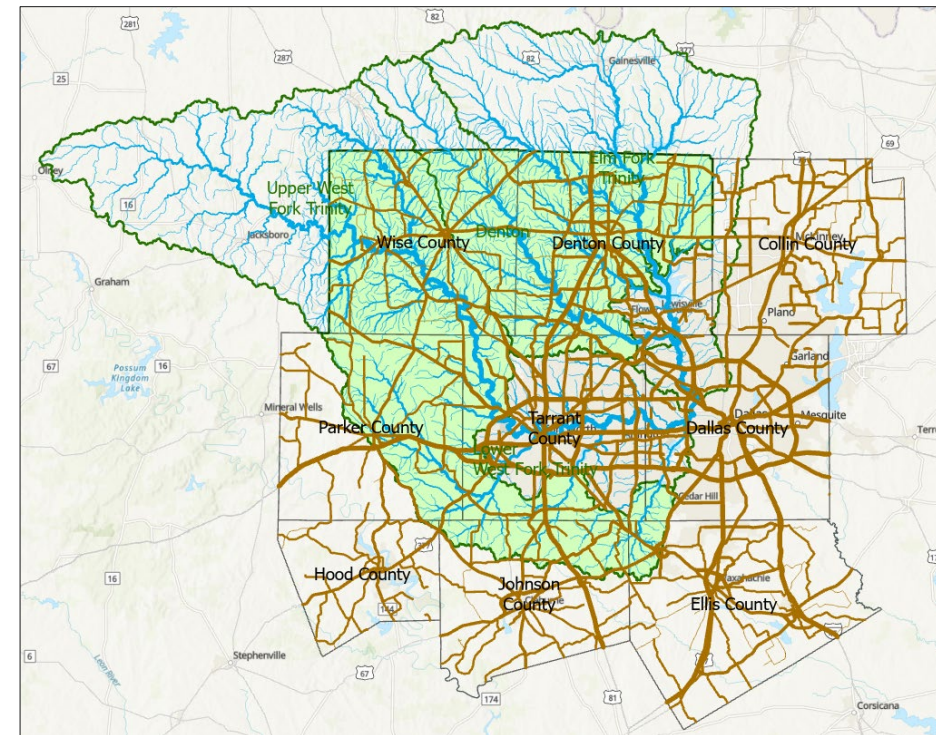 82
281
287
82
Gainesville
377
25
69
Elm Fork
Trinity
Olney
Upper West
Fork Trinity
16
Jacksboro
Denton
McKinney
Wise County
Denton County
Collin County
Graham
Lewisville
Plano
Possum
Kingdom
Lake
67
16
Garland
Mineral Wells
Mesquite
Tarrant
County
Parker County
Dallas County
Lower
West Fork Trinity
Cedar Hill
Hood County
16
Johnson
County
Ellis County
Stephenville
6
67
Leon River
174
81
Corsicana